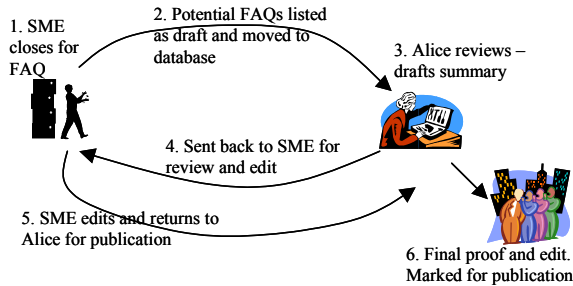 1. SME
closes for
FAQ
2. Potential FAQs listed
as draft and moved to
database
3. Alice reviews –
drafts summary
4. Sent back to SME for
review and edit
5. SME edits and returns to
Alice for publication
6. Final proof and edit.
Marked for publication